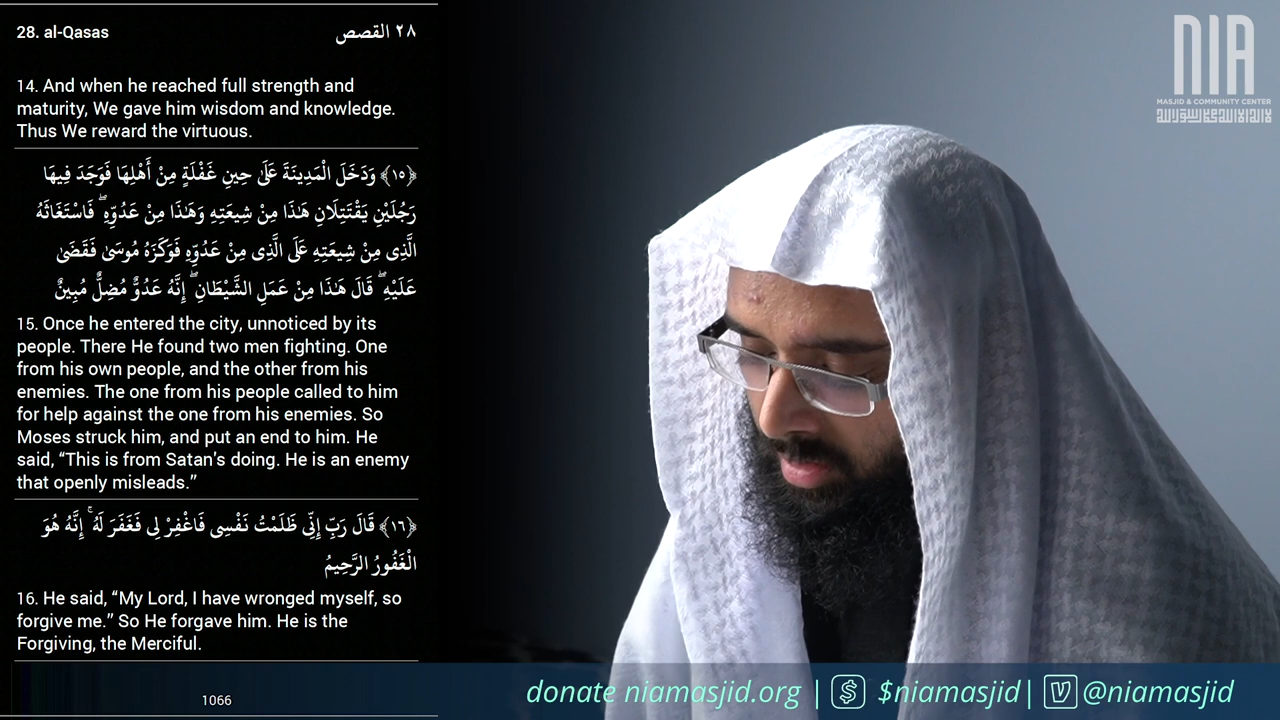 28. al-Qasas
٢٨ القصص
14. And when he reached full strength and
maturity, We gave him wisdom and knowledge.
Thus We reward the virtuous.
﴿١٥﴾ وَدَخَلَ الْمَدِينَةَ عَلَىٰ حِينِ غَفْلَةٍ مِنْ أَهْلِهَا فَوَجَدَ فِيهَا
رَجُلَيْنِ يَقْتَتِلَانِ هَٰذَا مِنْ شِيعَتِهِ وَهَٰذَا مِنْ عَدُوِّهِ ۖ فَاسْتَغَاثَهُ
الَّذِى مِنْ شِيعَتِهِ عَلَى الَّذِى مِنْ عَدُوِّهِ فَوَكَزَهُ مُوسَىٰ فَقَضَىٰ
عَلَيْهِ ۖ قَالَ هَٰذَا مِنْ عَمَلِ الشَّيْطَانِ ۖ إِنَّهُ عَدُوٌّ مُضِلٌّ مُبِينٌ
15. Once he entered the city, unnoticed by its
people. There He found two men fighting. One
from his own people, and the other from his
enemies. The one from his people called to him
for help against the one from his enemies. So
Moses struck him, and put an end to him. He
said, “This is from Satan's doing. He is an enemy
that openly misleads.”
﴿١٦﴾ قَالَ رَبِّ إِنِّى ظَلَمْتُ نَفْسِى فَاغْفِرْ لِى فَغَفَرَ لَهُ ۚ إِنَّهُ هُوَ
الْغَفُورُ الرَّحِيمُ
16. He said, “My Lord, I have wronged myself, so
forgive me.” So He forgave him. He is the
Forgiving, the Merciful.
1066
NIA
MASJID & COMMUNITY CENTER
لا اله الا الله محمد رسول الله
donate niamasjid.org | $ $niamasjid | V @niamasjid